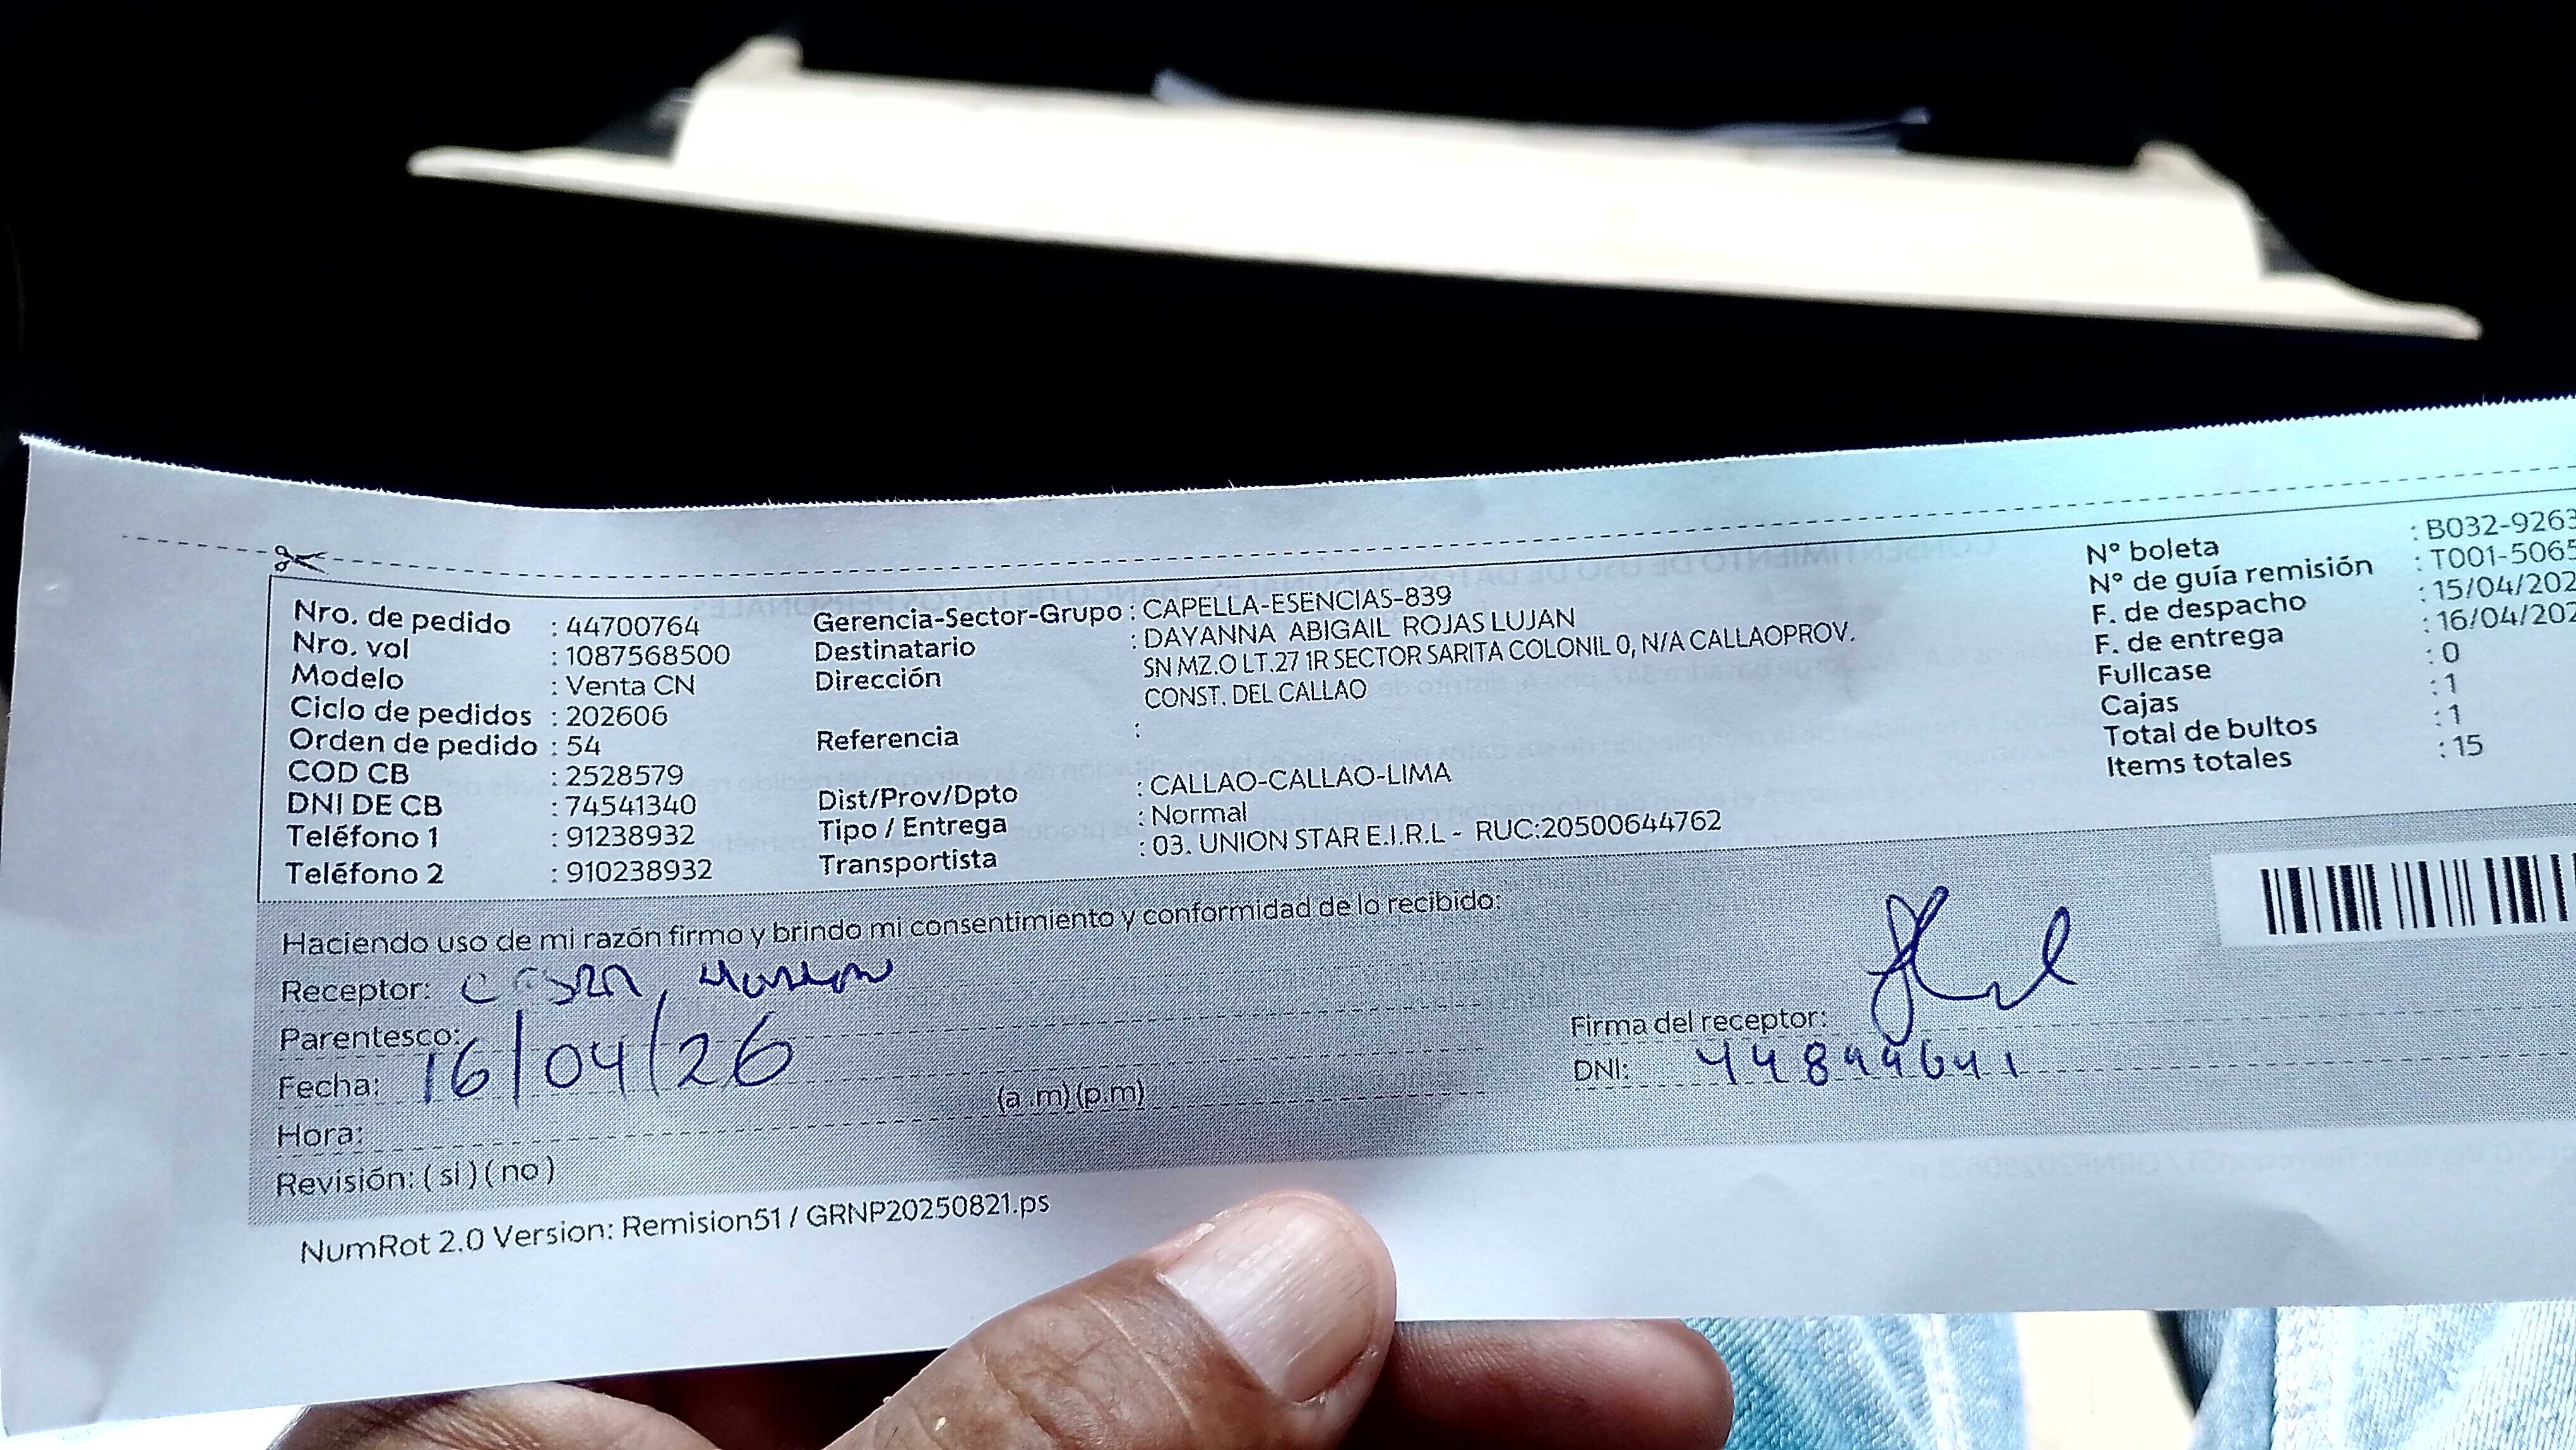 Nro. de pedido : 44700764
Nro. vol : 1087568500
Modelo : Venta CN
Ciclo de pedidos : 202606
Orden de pedido : 54
COD CB : 2528579
DNI DE CB : 74541340
Teléfono 1 : 91238932
Teléfono 2 : 910238932
Gerencia-Sector-Grupo : CAPELLA-ESENCIAS-839
Destinatario : DAYANNA ABIGAIL ROJAS LUJAN
Dirección SN MZ.O LT.27 1R SECTOR SARITA COLONIL 0, N/A CALLAOPROV.
CONST. DEL CALLAO
Referencia :
Dist/Prov/Dpto : CALLAO-CALLAO-LIMA
Tipo / Entrega : Normal
Transportista : 03. UNION STAR E.I.R.L - RUC:20500644762
Nº boleta : B032-9263
Nº de guía remisión : T001-5065
F. de despacho : 15/04/202
F. de entrega : 16/04/202
Fullcase : 0
Cajas : 1
Total de bultos : 1
Items totales : 15
Haciendo uso de mi razón firmo y brindo mi consentimiento y conformidad de lo recibido:
Receptor:
Parentesco:
Fecha: 16/04/26
Hora: (a .m) (p.m)
Revisión: ( si ) ( no )
Firma del receptor:
DNI: 44844641
NumRot 2.0 Version: Remision51 / GRNP20250821.ps